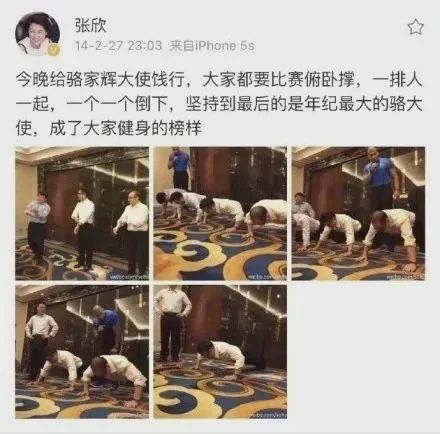 张欣
14-2-27 23:03 来自iPhone 5s
今晚给骆家辉大使饯行，大家都要比赛俯卧撑，一排人
一起，一个一个倒下，坚持到最后的是年纪最大的骆大
使，成了大家健身的榜样